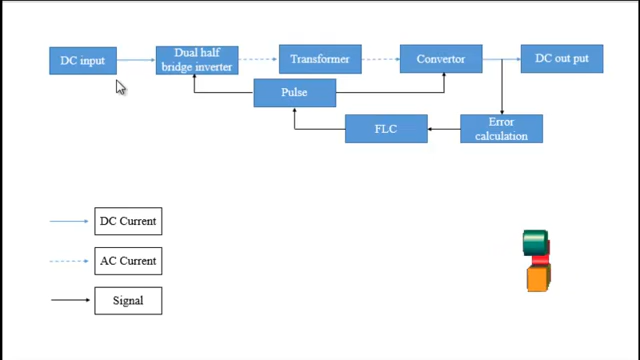 DC input
Dual half
bridge inverter
Transformer
Convertor
DC out put
Pulse
FLC
Error
calculation
DC Current
AC Current
Signal